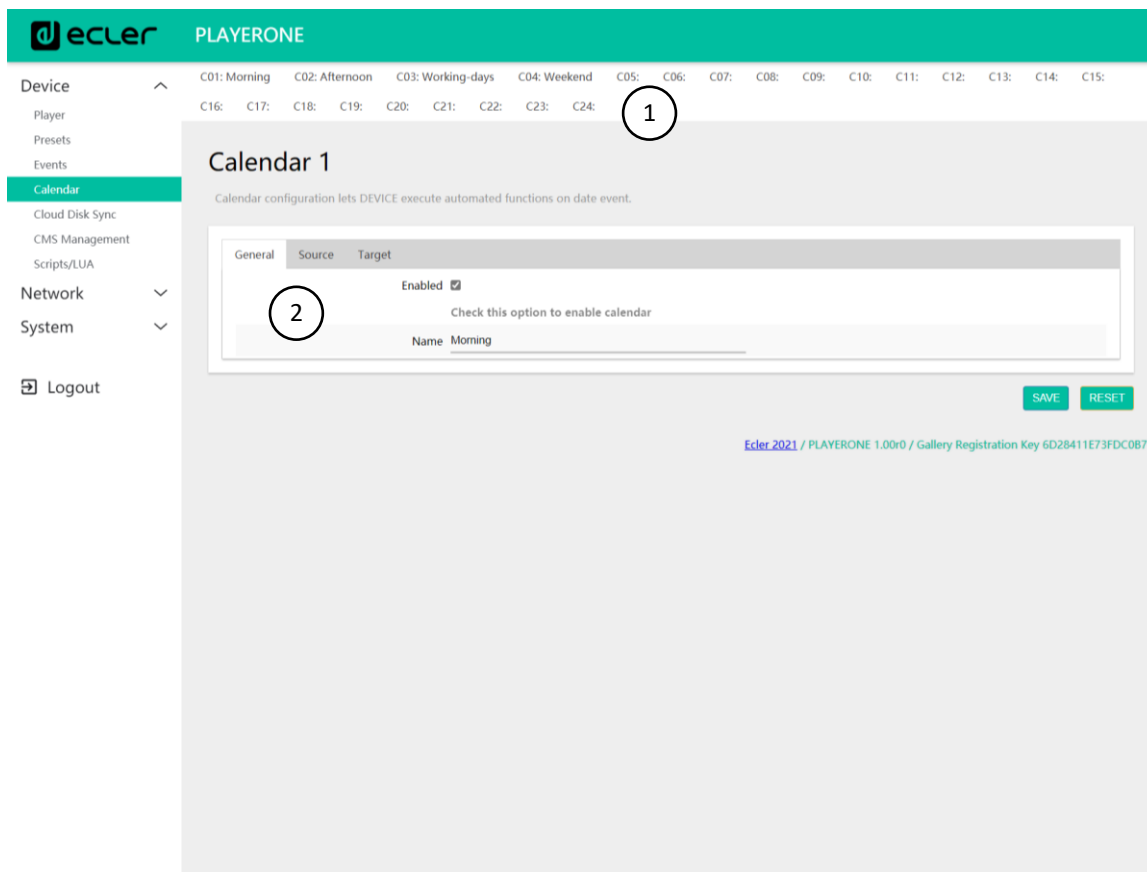 ecler PLAYERONE
Device
Player
Presets
Events
Calendar
Cloud Disk Sync
CMS Management
Scripts/LUA
Network
System
Logout
C01: Morning C02: Afternoon C03: Working-days C04: Weekend C05: C06: C07: C08: C09: C10: C11: C12: C13: C14: C15:
C16: C17: C18: C19: C20: C21: C22: C23: C24:
1
Calendar 1
Calendar configuration lets DEVICE execute automated functions on date event.
General Source Target
Enabled
2
Check this option to enable calendar
Name Morning
SAVE RESET
Ecler 2021 / PLAYERONE 1.00r0 / Gallery Registration Key 6D28411E73FDC0B7